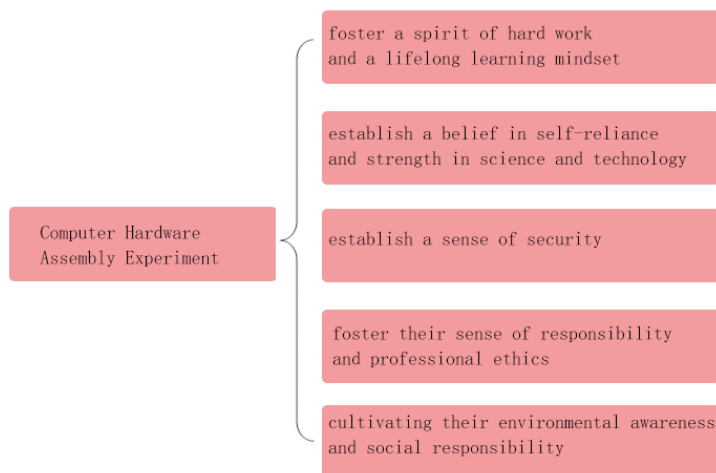 foster a spirit of hard work
and a lifelong learning mindset
establish a belief in self-reliance
and strength in science and technology
Computer Hardware
Assembly Experiment
establish a sense of security
foster their sense of responsibility
and professional ethics
cultivating their environmental awareness
and social responsibility